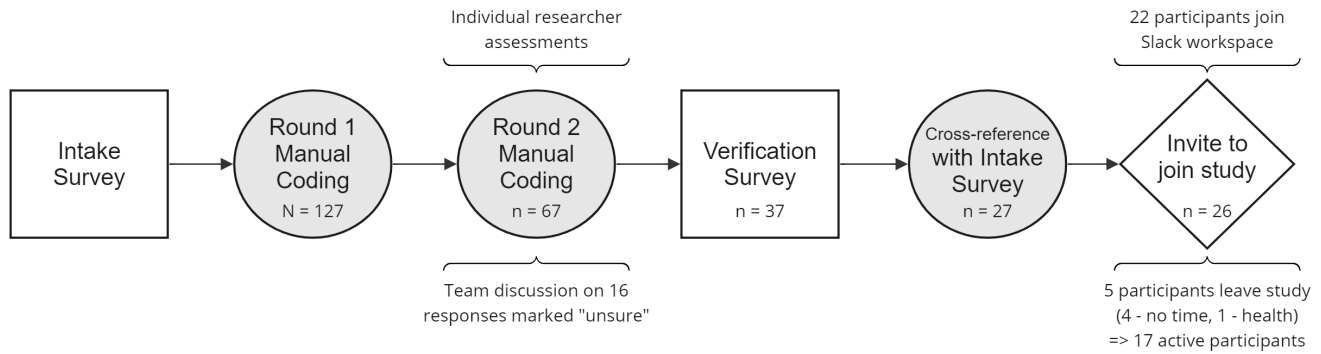 Individual researcher
assessments
22 participants join
Slack workspace
Intake
Survey
Round 1
Manual
Coding
N = 127
Round 2
Manual
Coding
n = 67
Verification
Survey
n = 37
Cross-reference
with Intake
Survey
n = 27
Invite to
join study
n = 26
Team discussion on 16
responses marked "unsure"
5 participants leave study
(4 - no time, 1 - health)
=> 17 active participants